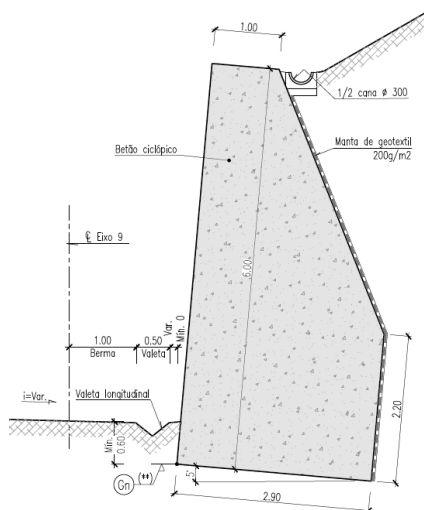 1.00
1/2 cana ø 300
Betão ciclópico
Manta de geotextil
200g/m2
6.00
℄ Eixo 9
1.00
0.50
Var.
Mín. 0
Berma
Valeta
i=Var.
Valeta longitudinal
2.20
Mín.
0.60
Gn
(**)
5°
2.90